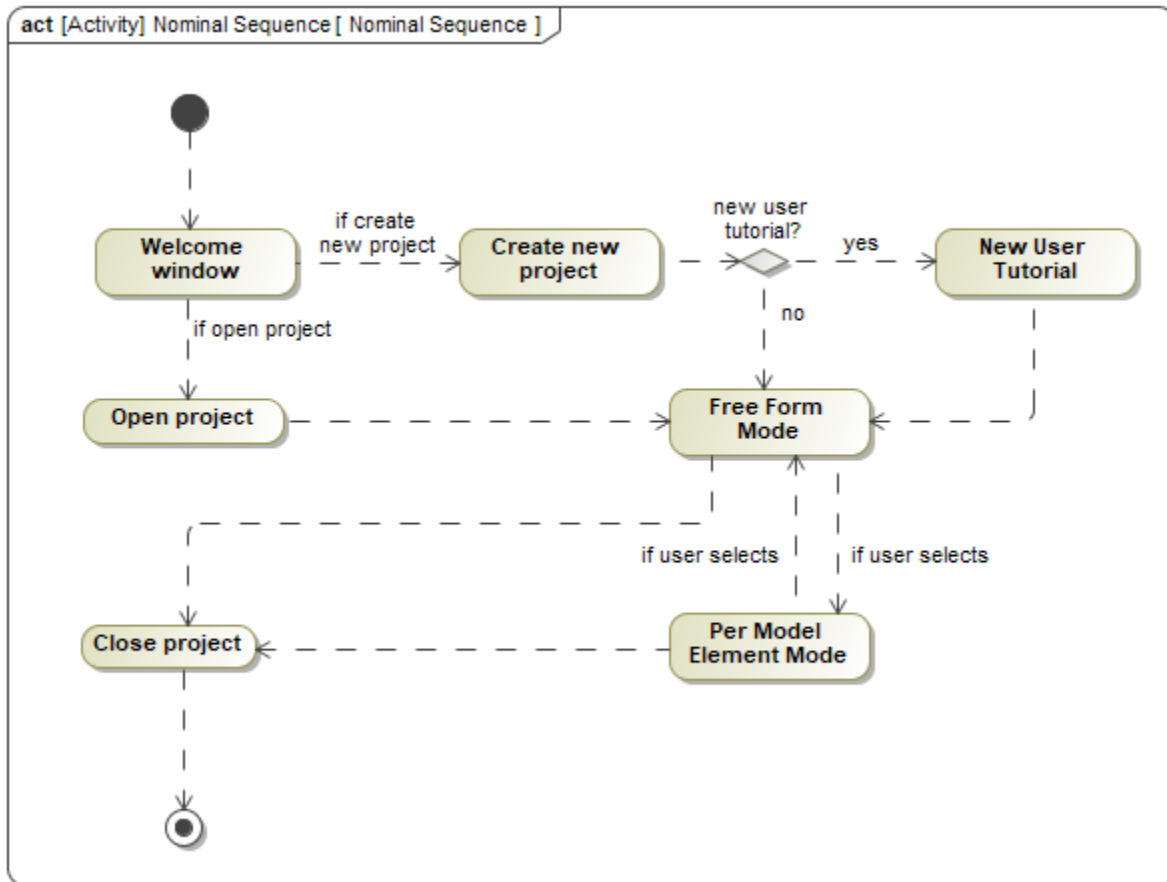 act [Activity] Nominal Sequence [ Nominal Sequence ]
if create
new project
new user
tutorial?
Welcome
window
Create new
project
yes
New User
Tutorial
if open project
no
Open project
Free Form
Mode
if user selects
if user selects
Close project
Per Model
Element Mode